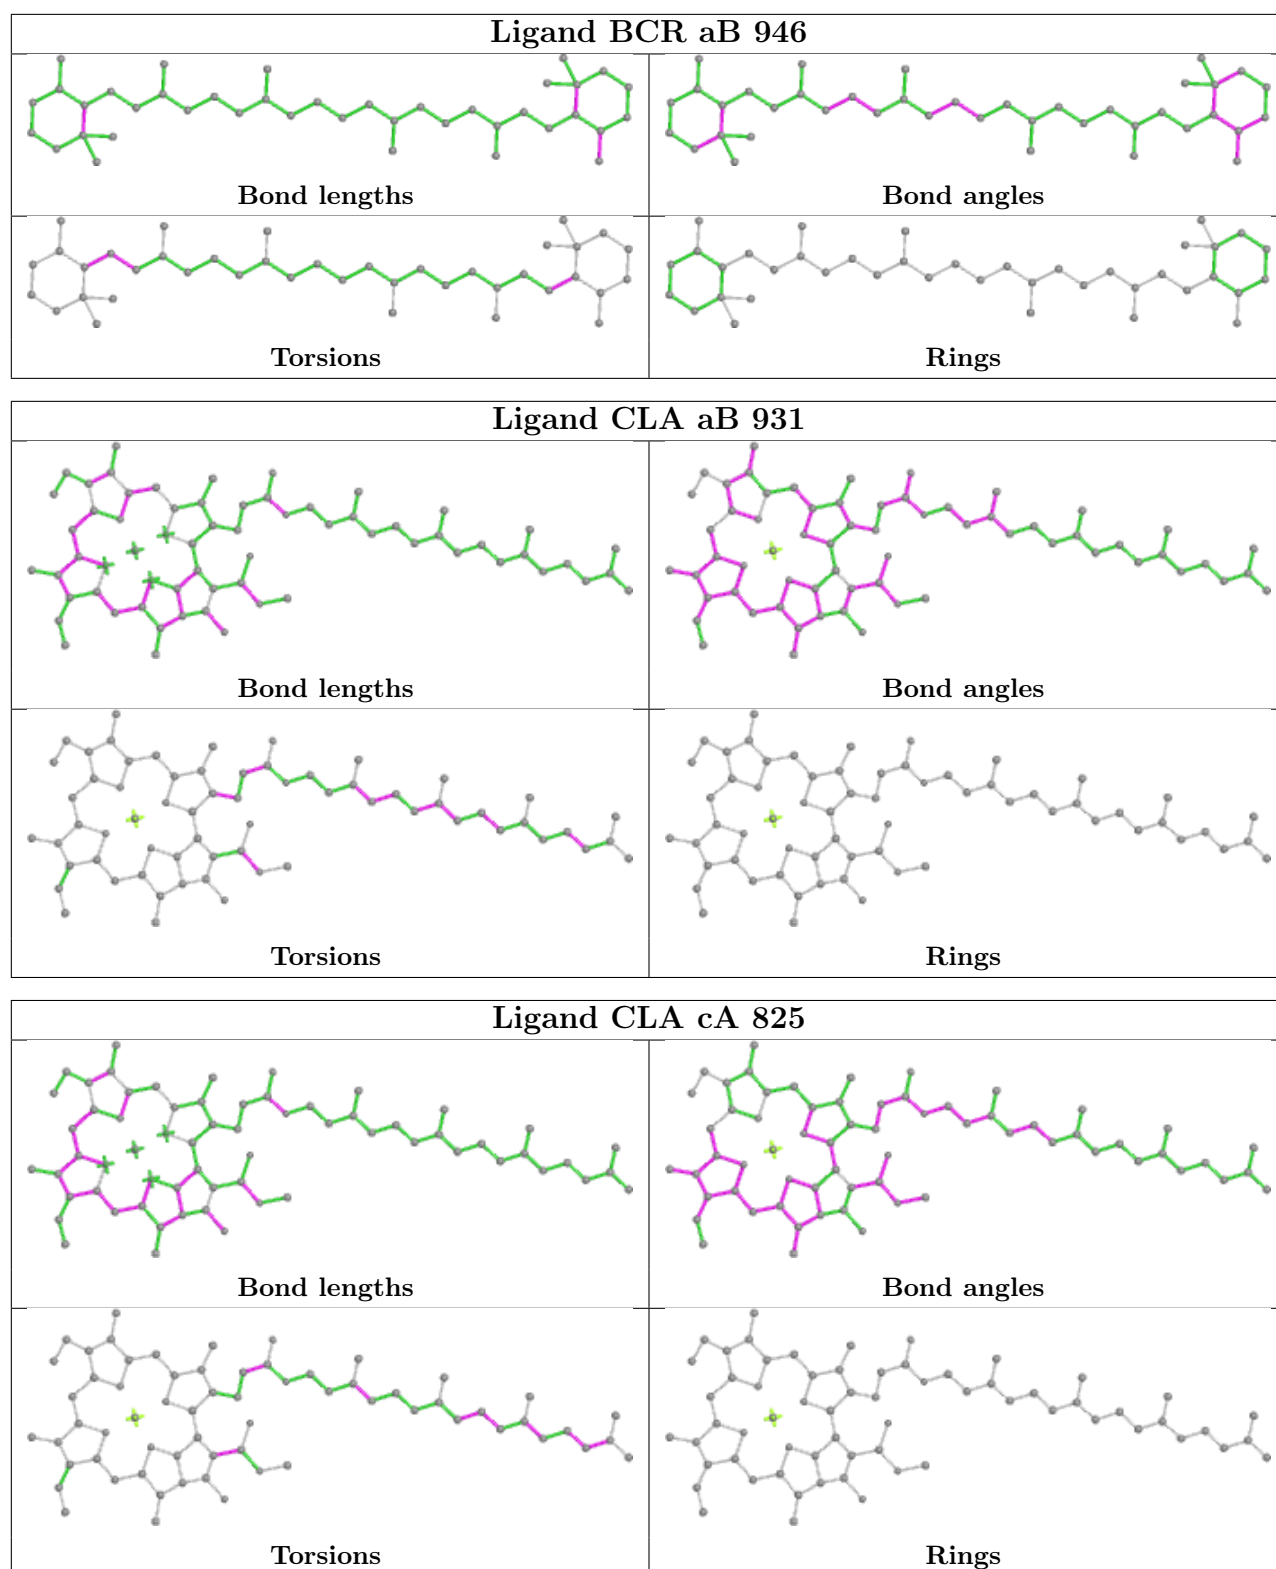 Ligand BCR aB 946
Bond lengths
Bond angles
Torsions
Rings
Ligand CLA aB 931
Bond lengths
Bond angles
Torsions
Rings
Ligand CLA cA 825
Bond lengths
Bond angles
Torsions
Rings